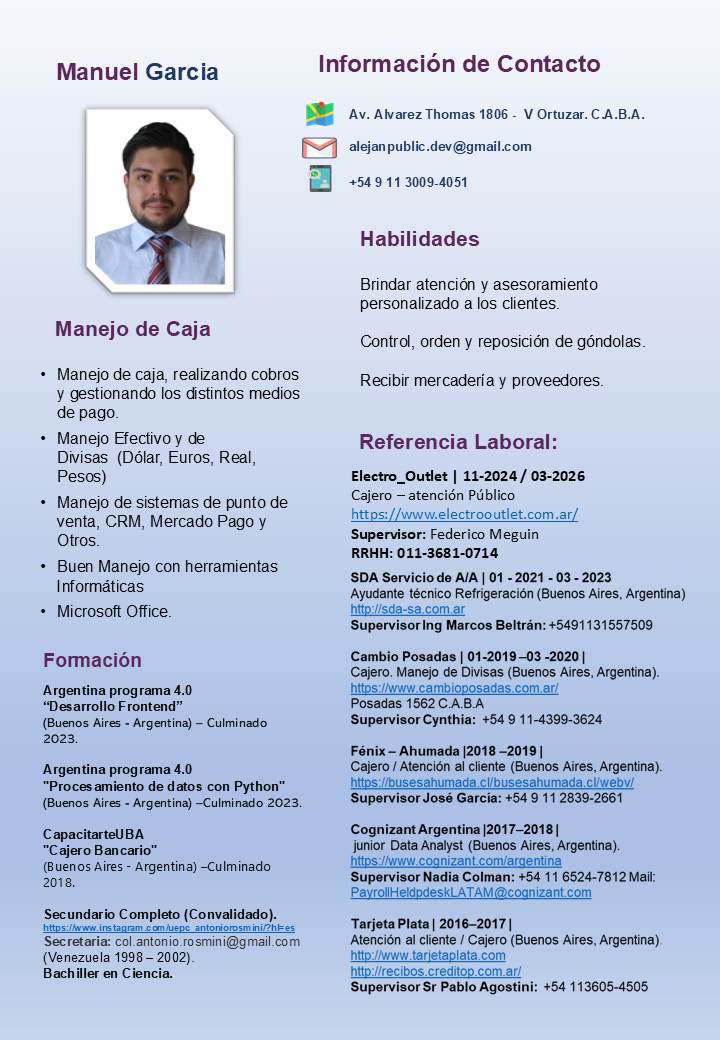 Manuel Garcia
Información de Contacto
Av. Alvarez Thomas 1806 - V Ortuzar. C.A.B.A.
alejanpublic.dev@gmail.com
+54 9 11 3009-4051
Manejo de Caja
• Manejo de caja, realizando cobros
y gestionando los distintos medios
de pago.
• Manejo Efectivo y de
Divisas (Dólar, Euros, Real,
Pesos)
• Manejo de sistemas de punto de
venta, CRM, Mercado Pago y
Otros.
• Buen Manejo con herramientas
Informáticas
• Microsoft Office.
Formación
Argentina programa 4.0
“Desarrollo Frontend”
(Buenos Aires - Argentina) – Culminado
2023.
Argentina programa 4.0
"Procesamiento de datos con Python"
(Buenos Aires - Argentina) –Culminado 2023.
CapacitarteUBA
"Cajero Bancario"
(Buenos Aires - Argentina) –Culminado
2018.
Secundario Completo (Convalidado).
https://www.instagram.com/uepc_antoniorosmini/?hl=es
Secretaria: col.antonio.rosmini@gmail.com
(Venezuela 1998 – 2002).
Bachiller en Ciencia.
Habilidades
Brindar atención y asesoramiento
personalizado a los clientes.
Control, orden y reposición de góndolas.
Recibir mercadería y proveedores.
Referencia Laboral:
Electro_Outlet | 11-2024 / 03-2026
Cajero – atención Público
https://www.electrooutlet.com.ar/
Supervisor: Federico Meguin
RRHH: 011-3681-0714
SDA Servicio de A/A | 01 - 2021 - 03 - 2023
Ayudante técnico Refrigeración (Buenos Aires, Argentina)
http://sda-sa.com.ar
Supervisor Ing Marcos Beltrán: +5491131557509
Cambio Posadas | 01-2019 –03 -2020 |
Cajero. Manejo de Divisas (Buenos Aires, Argentina).
https://www.cambioposadas.com.ar/
Posadas 1562 C.A.B.A
Supervisor Cynthia: +54 9 11-4399-3624
Fénix – Ahumada |2018 –2019 |
Cajero / Atención al cliente (Buenos Aires, Argentina).
https://busesahumada.cl/busesahumada.cl/webv/
Supervisor José García: +54 9 11 2839-2661
Cognizant Argentina |2017–2018 |
junior Data Analyst (Buenos Aires, Argentina).
https://www.cognizant.com/argentina
Supervisor Nadia Colman: +54 11 6524-7812 Mail:
PayrollHeldpdeskLATAM@cognizant.com
Tarjeta Plata | 2016–2017 |
Atención al cliente / Cajero (Buenos Aires, Argentina).
http://www.tarjetaplata.com
http://recibos.creditop.com.ar/
Supervisor Sr Pablo Agostini: +54 113605-4505